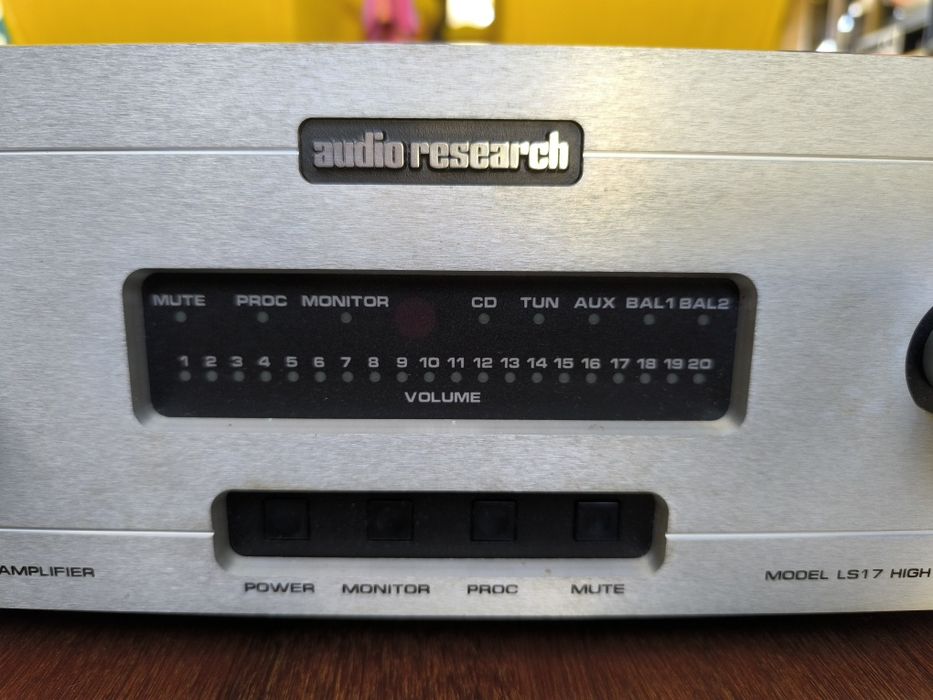 audio research
MUTE PROC MONITOR CD TUN AUX BAL1 BAL2
1 2 3 4 5 6 7 8 9 10 11 12 13 14 15 16 17 18 19 20
VOLUME
AMPLIFIER
POWER MONITOR PROC MUTE
MODEL LS17 HIGH